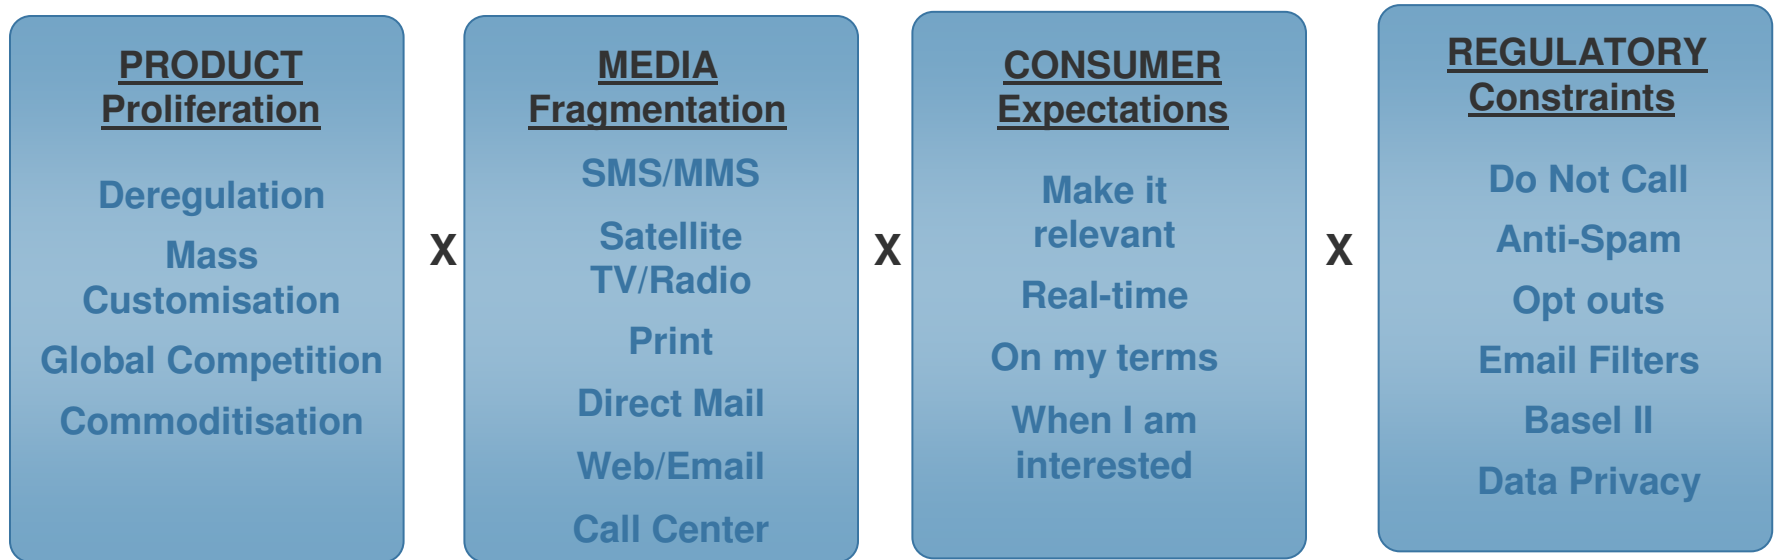 PRODUCT
Proliferation
Deregulation
Mass
Customisation
Global Competition
Commoditisation
X
MEDIA
Fragmentation
SMS/MMS
Satellite
TV/Radio
Print
Direct Mail
Web/Email
Call Center
X
CONSUMER
Expectations
Make it
relevant
Real-time
On my terms
When I am
interested
X
REGULATORY
Constraints
Do Not Call
Anti-Spam
Opt outs
Email Filters
Basel II
Data Privacy